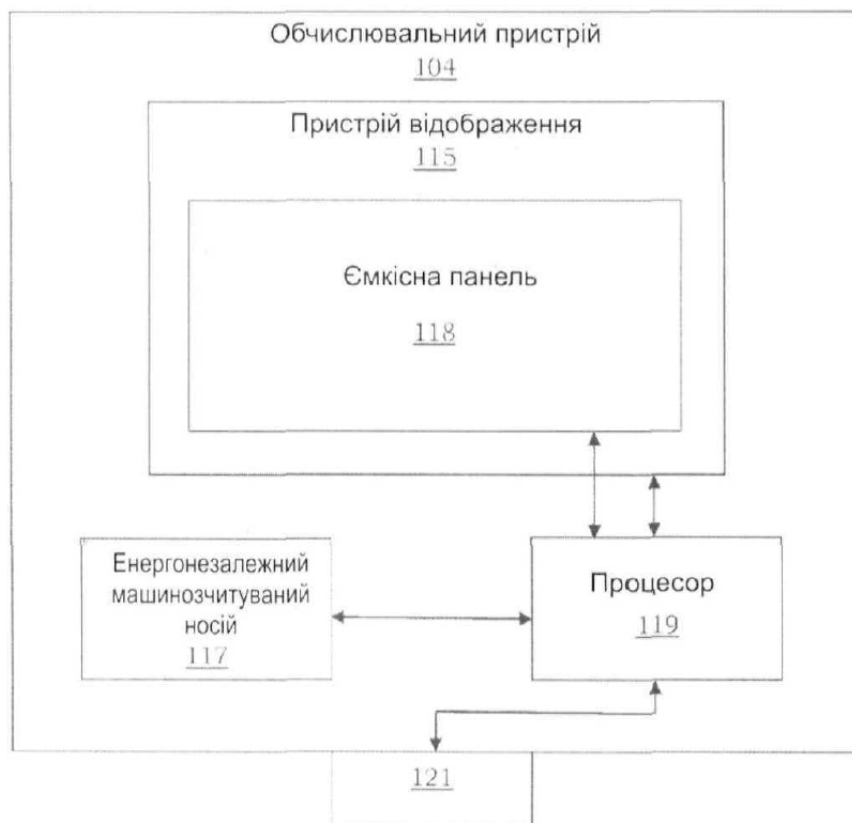 Обчислювальний пристрій
104
Пристрій відображення
115
Ємкісна панель
118
Енергонезалежний
машинозчитуваний
носій
117
Процесор
119
121